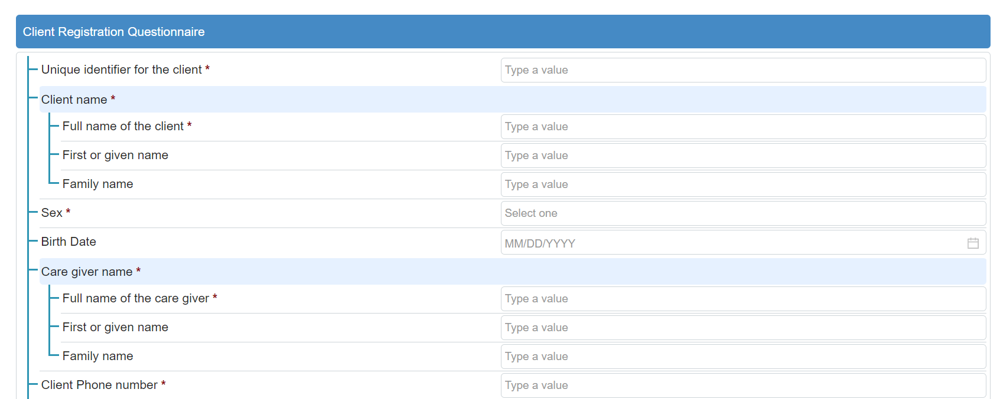 Client Registration Questionnaire
Unique identifier for the client * Type a value
Client name *
Full name of the client * Type a value
First or given name Type a value
Family name Type a value
Sex * Select one
Birth Date MM/DD/YYYY
Care giver name *
Full name of the care giver * Type a value
First or given name Type a value
Family name Type a value
Client Phone number * Type a value